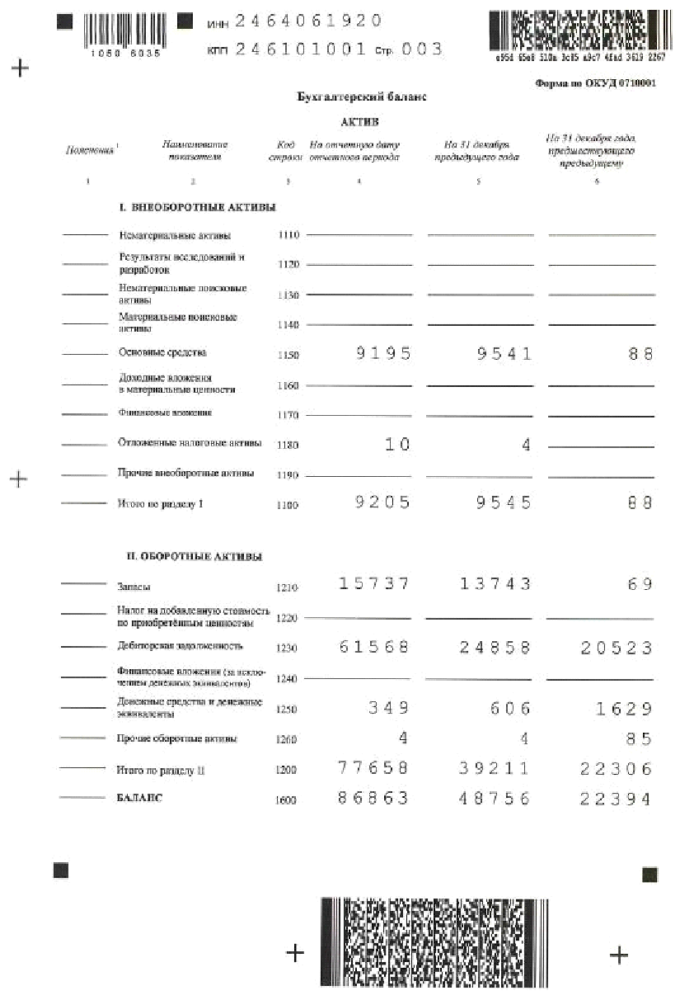 ИНН 2464061920
1050 6035
КПП 246101001 Стр. 003
e95d 65e8 510a 3c85 a9c7 4fad 3629 2267
Форма по ОКУД 0710001
Бухгалтерский баланс
АКТИВ
Пояснения 1 Наименование показателя Код строки На отчетную дату отчетного периода На 31 декабря предыдущего года На 31 декабря года, предшествующего предыдущему
1 2 3 4 5 6
I. ВНЕОБОРОТНЫЕ АКТИВЫ
Нематериальные активы 1110
Результаты исследований и
разработок 1120
Нематериальные поисковые
активы 1130
Материальные поисковые
активы 1140
Основные средства 1150 9195 9541 88
Доходные вложения
в материальные ценности 1160
Финансовые вложения 1170
Отложенные налоговые активы 1180 10 4
Прочие внеоборотные активы 1190
Итого по разделу I 1100 9205 9545 88
II. ОБОРОТНЫЕ АКТИВЫ
Запасы 1210 15737 13743 69
Налог на добавленную стоимость
по приобретённым ценностям 1220
Дебиторская задолженность 1230 61568 24858 20523
Финансовые вложения (за исклю-
чением денежных эквивалентов) 1240
Денежные средства и денежные
эквиваленты 1250 349 606 1629
Прочие оборотные активы 1260 4 4 85
Итого по разделу II 1200 77658 39211 22306
БАЛАНС 1600 86863 48756 22394